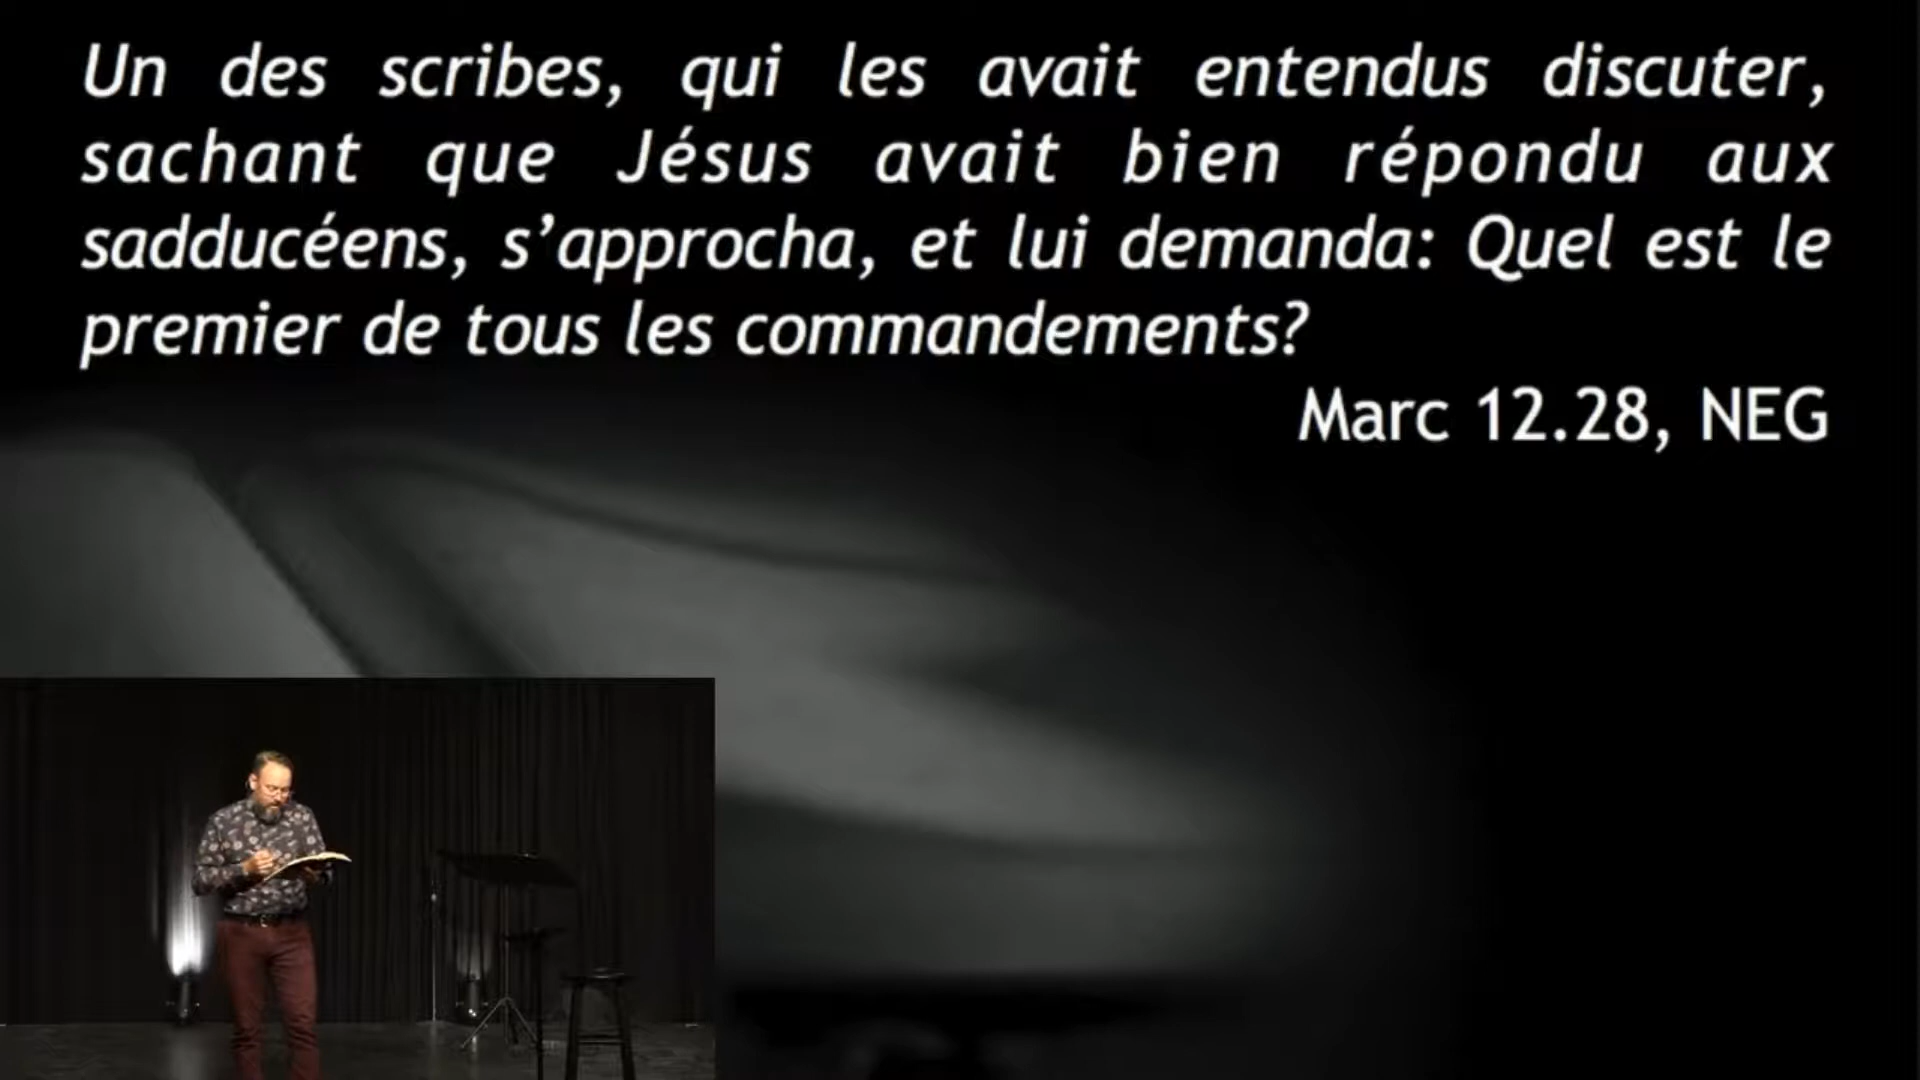 Un des scribes, qui les avait entendus discuter,
sachant que Jésus avait bien répondu aux
sadducéens, s’approcha, et lui demanda: Quel est le
premier de tous les commandements?
Marc 12.28, NEG